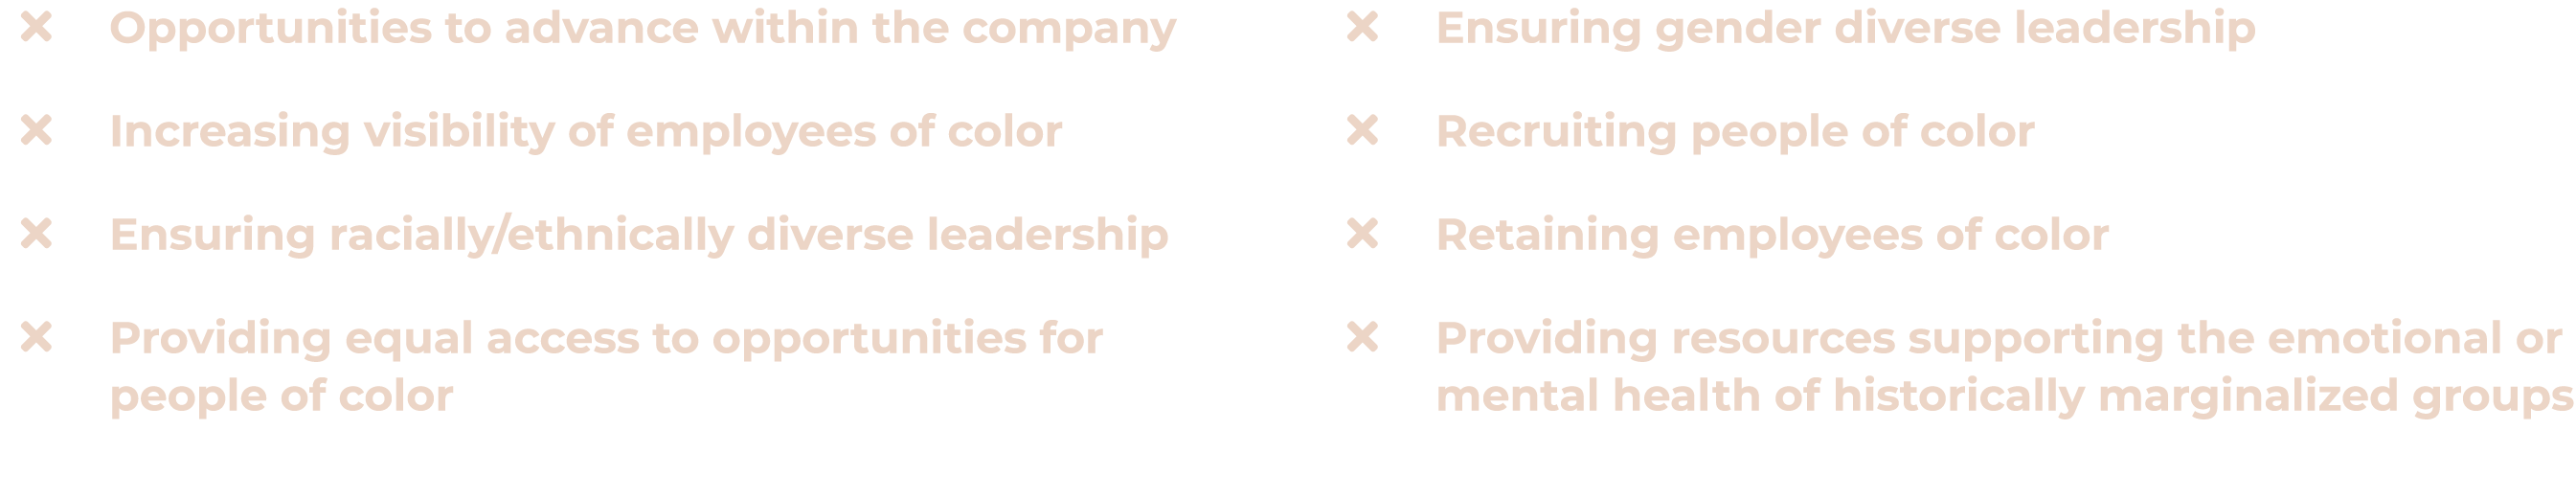 Opportunities to advance within the company
Increasing visibility of employees of color
Ensuring racially/ethnically diverse leadership
Providing equal access to opportunities for
people of color
Ensuring gender diverse leadership
Recruiting people of color
Retaining employees of color
Providing resources supporting the emotional or
mental health of historically marginalized groups